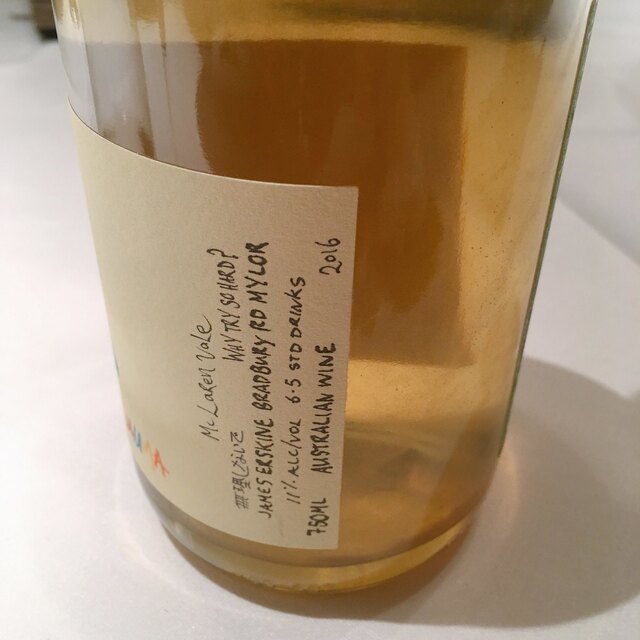 McLaren Vale
無理しないで WHY TRY SO HARD?
JAMES ERSKINE BRADBURY RD MYLOR
11% ALC/VOL 6.5 STD DRINKS
750ML AUSTRALIAN WINE 2016